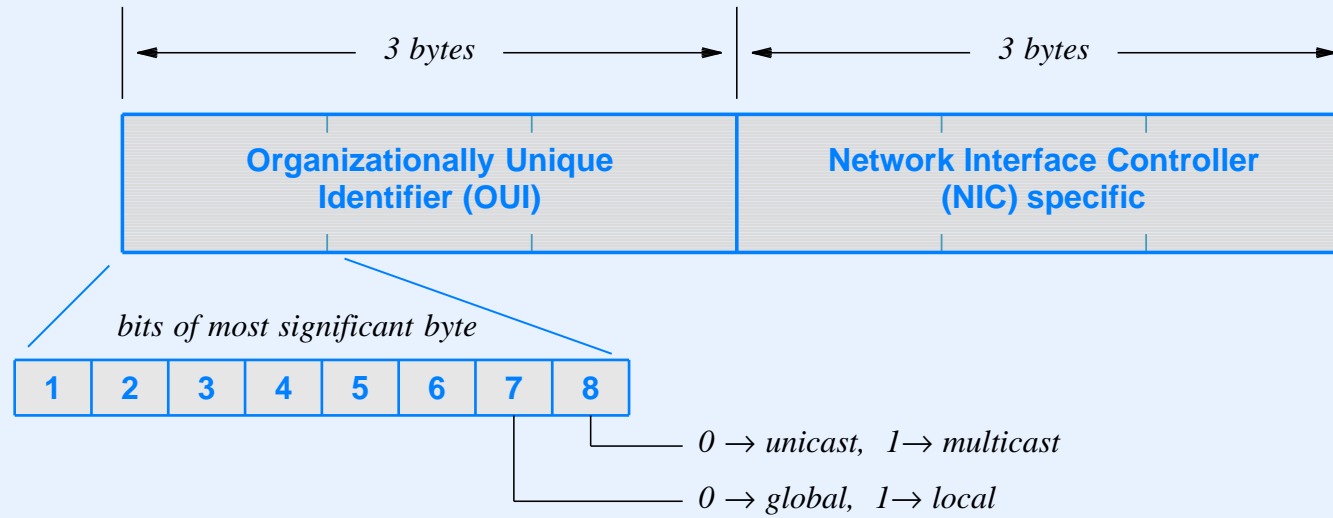 3 bytes 3 bytes
Organizationally Unique
Identifier (OUI)
Network Interface Controller
(NIC) specific
bits of most significant byte
1 2 3 4 5 6 7 8
0 → unicast, 1→ multicast
0 → global, 1→ local